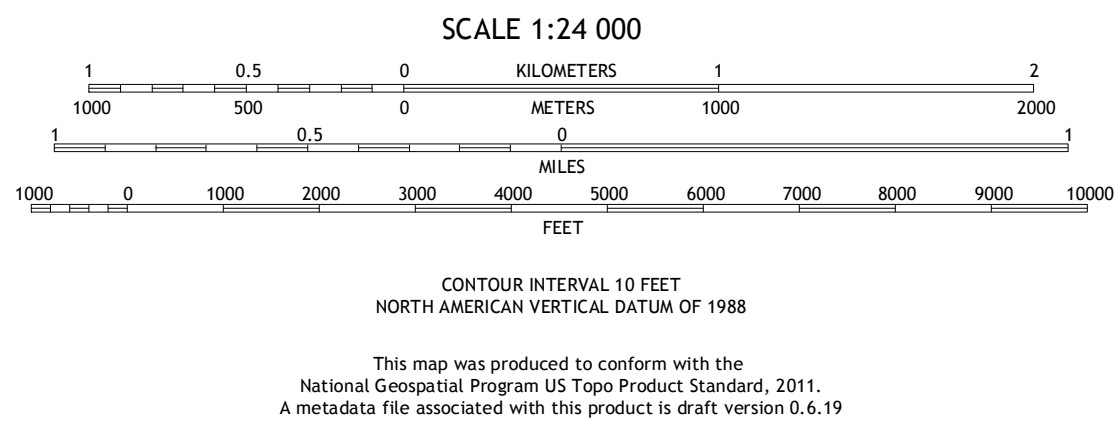 SCALE 1:24 000
1 0.5 0 KILOMETERS 1 2
1000 500 0 METERS 1000 2000
1 0.5 0 1
MILES
1000 0 1000 2000 3000 4000 5000 6000 7000 8000 9000 10000
FEET
CONTOUR INTERVAL 10 FEET
NORTH AMERICAN VERTICAL DATUM OF 1988
This map was produced to conform with the
National Geospatial Program US Topo Product Standard, 2011.
A metadata file associated with this product is draft version 0.6.19